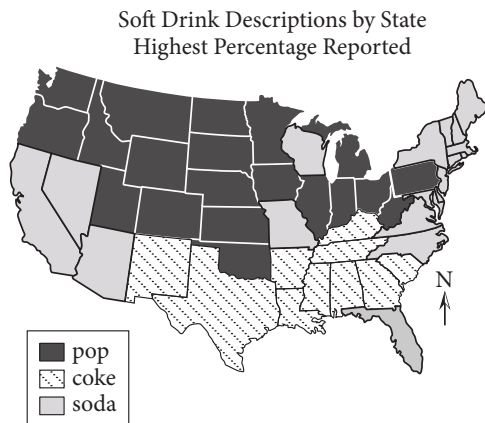 Soft Drink Descriptions by State
Highest Percentage Reported
N
pop
coke
soda